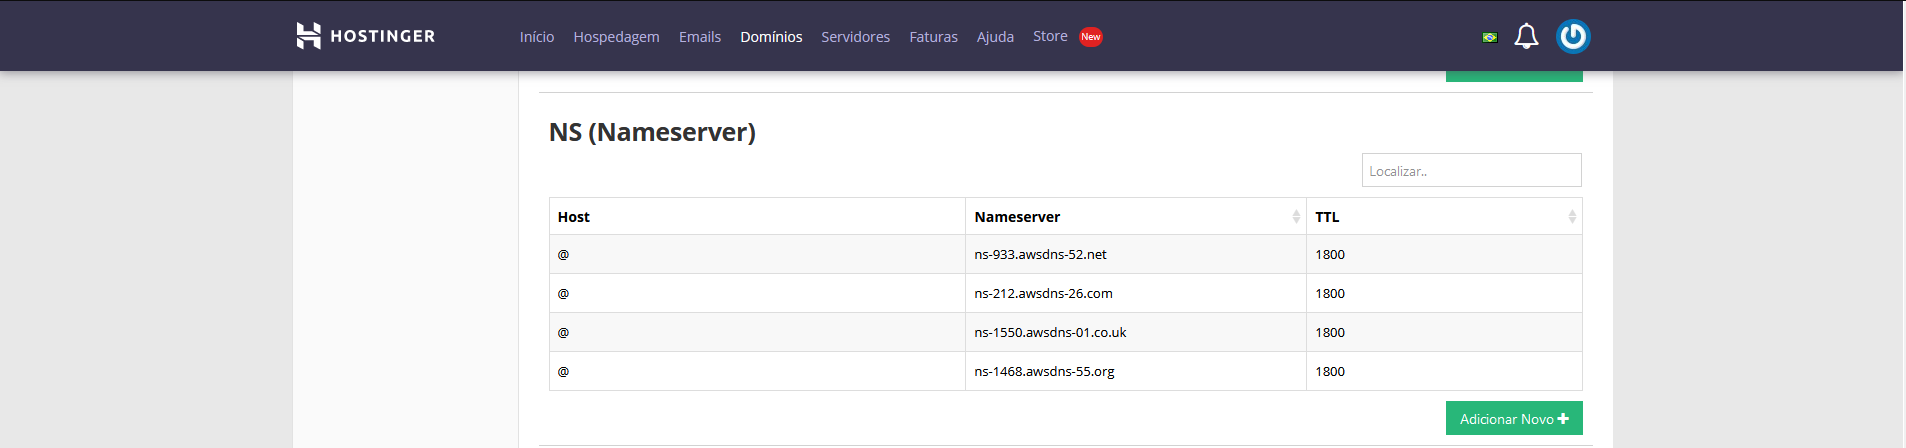 HOSTINGER Início Hospedagem Emails Domínios Servidores Faturas Ajuda Store New
NS (Nameserver)
Localizar..
Host Nameserver TTL
@ ns-933.awsdns-52.net 1800
@ ns-212.awsdns-26.com 1800
@ ns-1550.awsdns-01.co.uk 1800
@ ns-1468.awsdns-55.org 1800
Adicionar Novo +